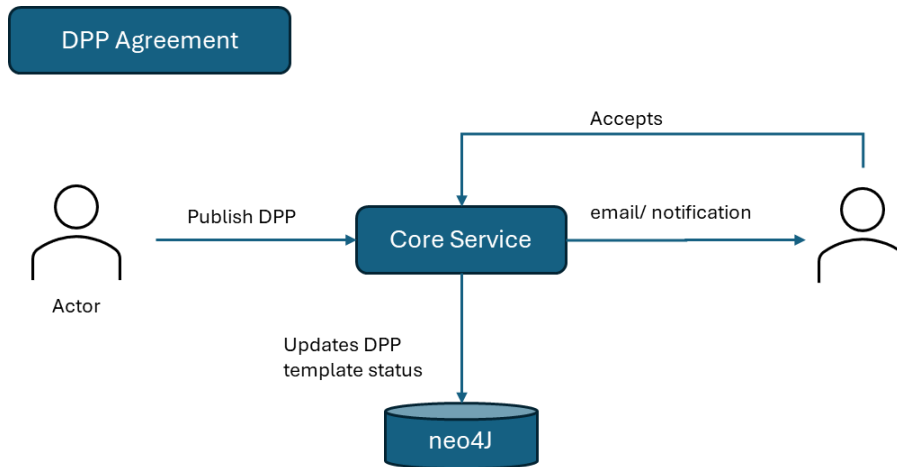 DPP Agreement
Accepts
Publish DPP
email/ notification
Core Service
Actor
Updates DPP
template status
neo4J